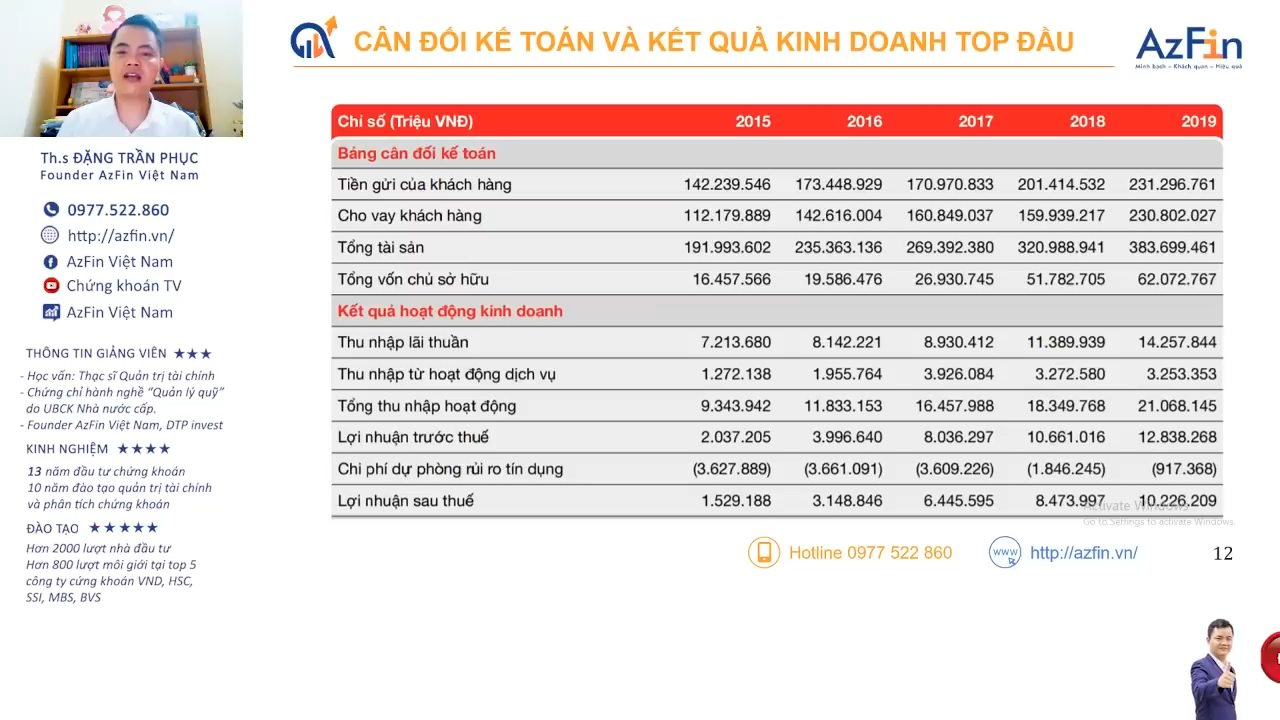 CÂN ĐỐI KẾ TOÁN VÀ KẾT QUẢ KINH DOANH TOP ĐẦU
AzFin
Minh bạch – Khách quan – Hiệu quả
Th.s ĐẶNG TRẦN PHỤC
Founder AzFin Việt Nam
0977.522.860
http://azfin.vn/
AzFin Việt Nam
Chứng khoán TV
AzFin Việt Nam
THÔNG TIN GIẢNG VIÊN ★★★
- Học vấn: Thạc sĩ Quản trị tài chính
- Chứng chỉ hành nghề “Quản lý quỹ”
do UBCK Nhà nước cấp.
- Founder AzFin Việt Nam, DTP invest
KINH NGHIỆM ★★★★
13 năm đầu tư chứng khoán
10 năm đào tạo quản trị tài chính
và phân tích chứng khoán
ĐÀO TẠO ★★★★★
Hơn 2000 lượt nhà đầu tư
Hơn 800 lượt môi giới tại top 5
công ty cứng khoán VND, HSC,
SSI, MBS, BVS
Chỉ số (Triệu VNĐ) 2015 2016 2017 2018 2019
Bảng cân đối kế toán
Tiền gửi của khách hàng 142.239.546 173.448.929 170.970.833 201.414.532 231.296.761
Cho vay khách hàng 112.179.889 142.616.004 160.849.037 159.939.217 230.802.027
Tổng tài sản 191.993.602 235.363.136 269.392.380 320.988.941 383.699.461
Tổng vốn chủ sở hữu 16.457.566 19.586.476 26.930.745 51.782.705 62.072.767
Kết quả hoạt động kinh doanh
Thu nhập lãi thuần 7.213.680 8.142.221 8.930.412 11.389.939 14.257.844
Thu nhập từ hoạt động dịch vụ 1.272.138 1.955.764 3.926.084 3.272.580 3.253.353
Tổng thu nhập hoạt động 9.343.942 11.833.153 16.457.988 18.349.768 21.068.145
Lợi nhuận trước thuế 2.037.205 3.996.640 8.036.297 10.661.016 12.838.268
Chi phí dự phòng rủi ro tín dụng (3.627.889) (3.661.091) (3.609.226) (1.846.245) (917.368)
Lợi nhuận sau thuế 1.529.188 3.148.846 6.445.595 8.473.997 10.226.209
Activate Windows
Go to Settings to activate Windows.
Hotline 0977 522 860
www http://azfin.vn/
12